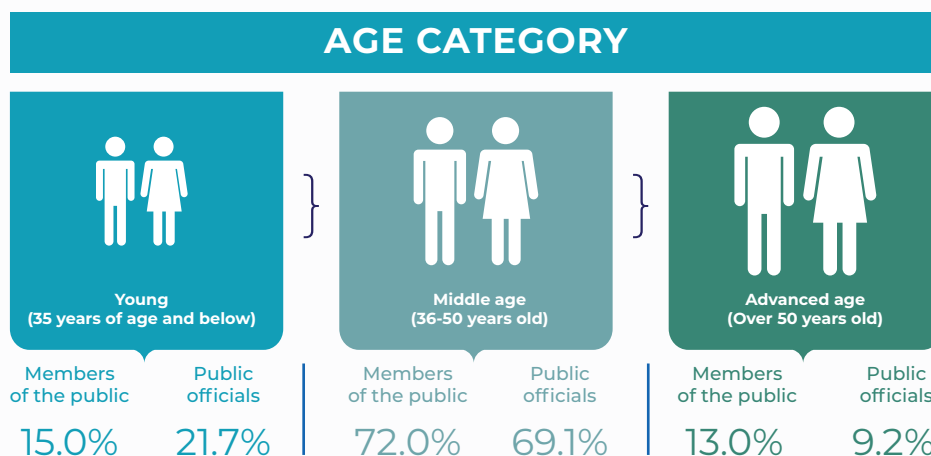 AGE CATEGORY
Young
(35 years of age and below)
Members
of the public
Public
officials
15.0%
21.7%
Middle age
(36-50 years old)
Members
of the public
Public
officials
72.0%
69.1%
Advanced age
(Over 50 years old)
Members
of the public
Public
officials
13.0%
9.2%